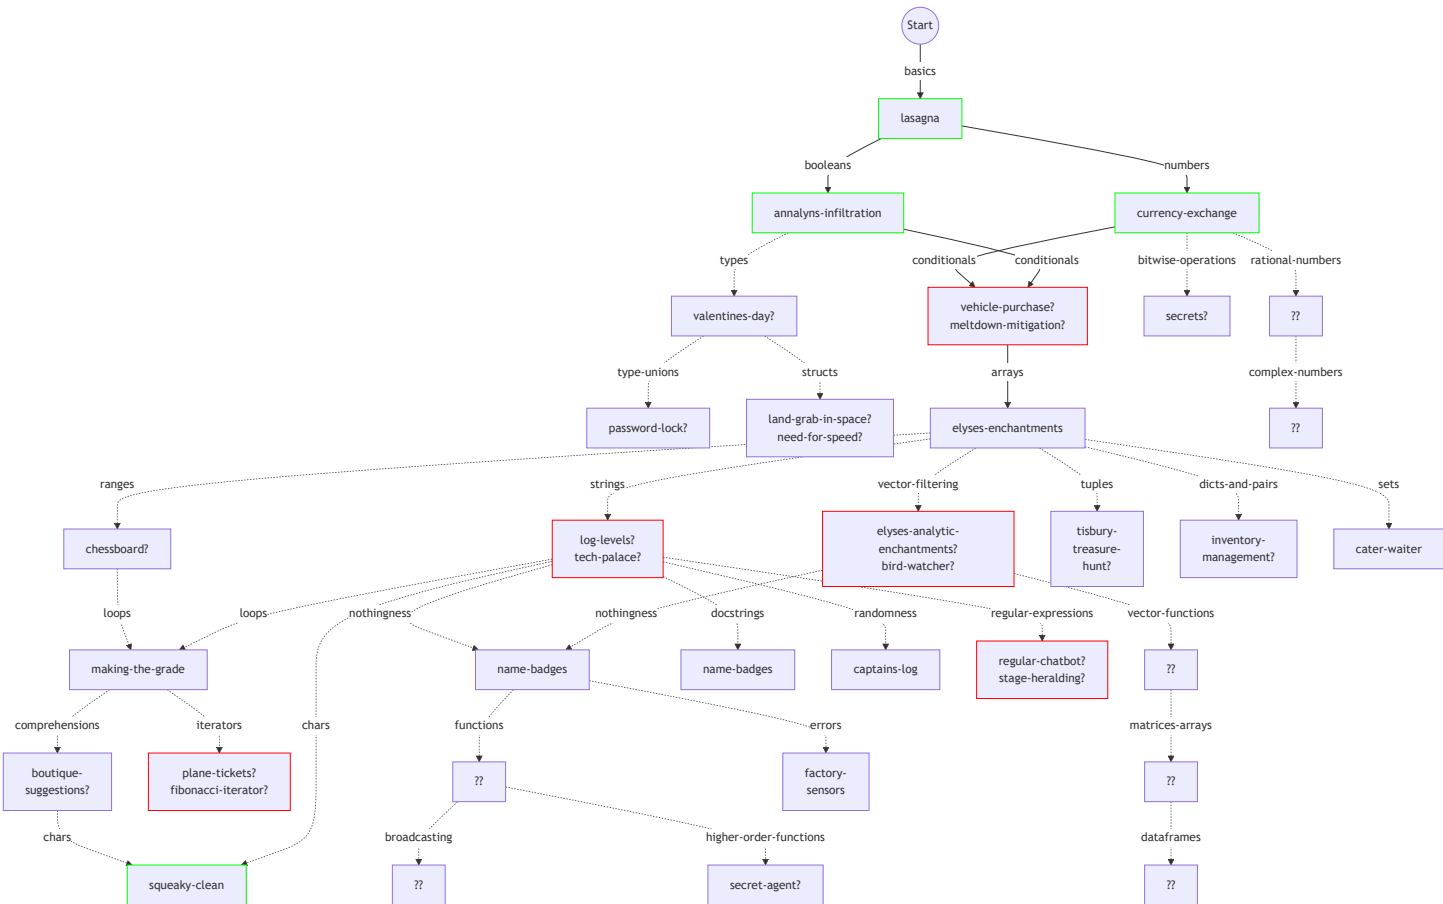 Start
basics
lasagna
booleans
numbers
annalyns-infiltration
currency-exchange
types
conditionals
conditionals
bitwise-operations
rational-numbers
valentines-day?
vehicle-purchase?
meltdown-mitigation?
secrets?
??
type-unions
structs
arrays
complex-numbers
password-lock?
land-grab-in-space?
need-for-speed?
elyses-enchantments
??
ranges
strings
vector-filtering
tuples
dicts-and-pairs
sets
chessboard?
log-levels?
tech-palace?
elyses-analytic-
enchantments?
bird-watcher?
tisbury-
treasure-
hunt?
inventory-
management?
cater-waiter
loops
loops
nothingness
nothingness
docstrings
randomness
regular-expressions
vector-functions
making-the-grade
name-badges
name-badges
captains-log
regular-chatbot?
stage-heralding?
??
comprehensions
iterators
chars
functions
errors
matrices-arrays
boutique-
suggestions?
plane-tickets?
fibonacci-iterator?
??
factory-
sensors
??
chars
broadcasting
higher-order-functions
dataframes
squeaky-clean
??
secret-agent?
??